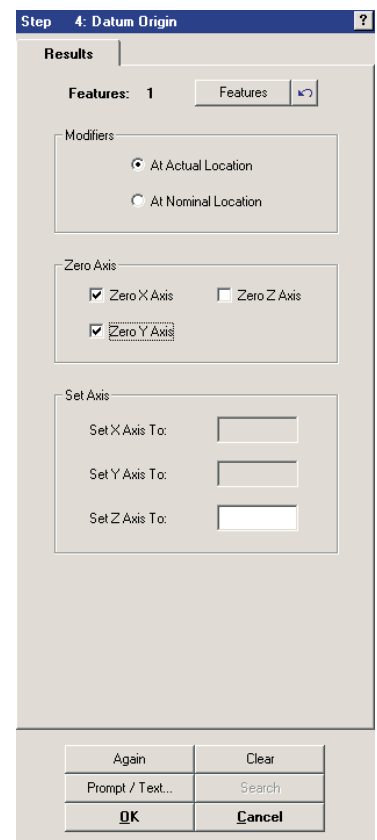 Step 4: Datum Origin ?
Results
Features: 1 Features
Modifiers
At Actual Location
At Nominal Location
Zero Axis
Zero X Axis Zero Z Axis
Zero Y Axis
Set Axis
Set X Axis To:
Set Y Axis To:
Set Z Axis To:
Again Clear
Prompt / Text... Search
OK Cancel